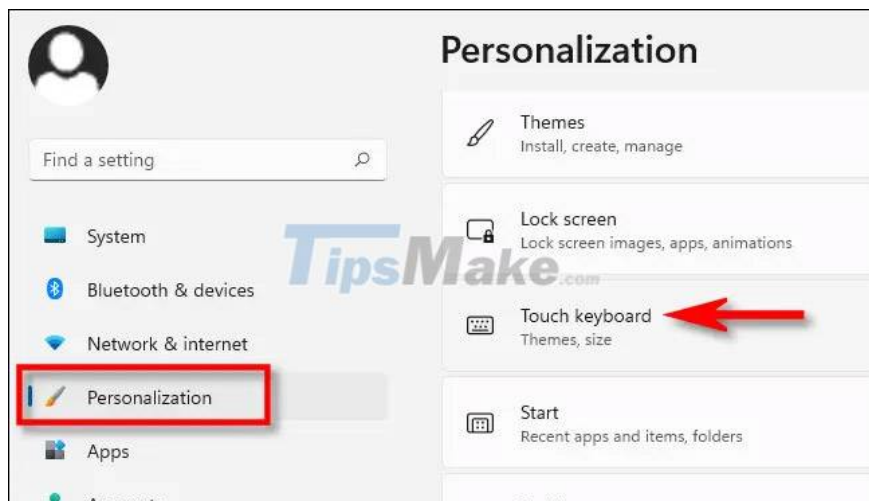 Personalization
Find a setting
System
Bluetooth & devices
Network & internet
Personalization
Apps
Themes
Install, create, manage
Lock screen
Lock screen images, apps, animations
TipsMake.com
Touch keyboard
Themes, size
Start
Recent apps and items, folders